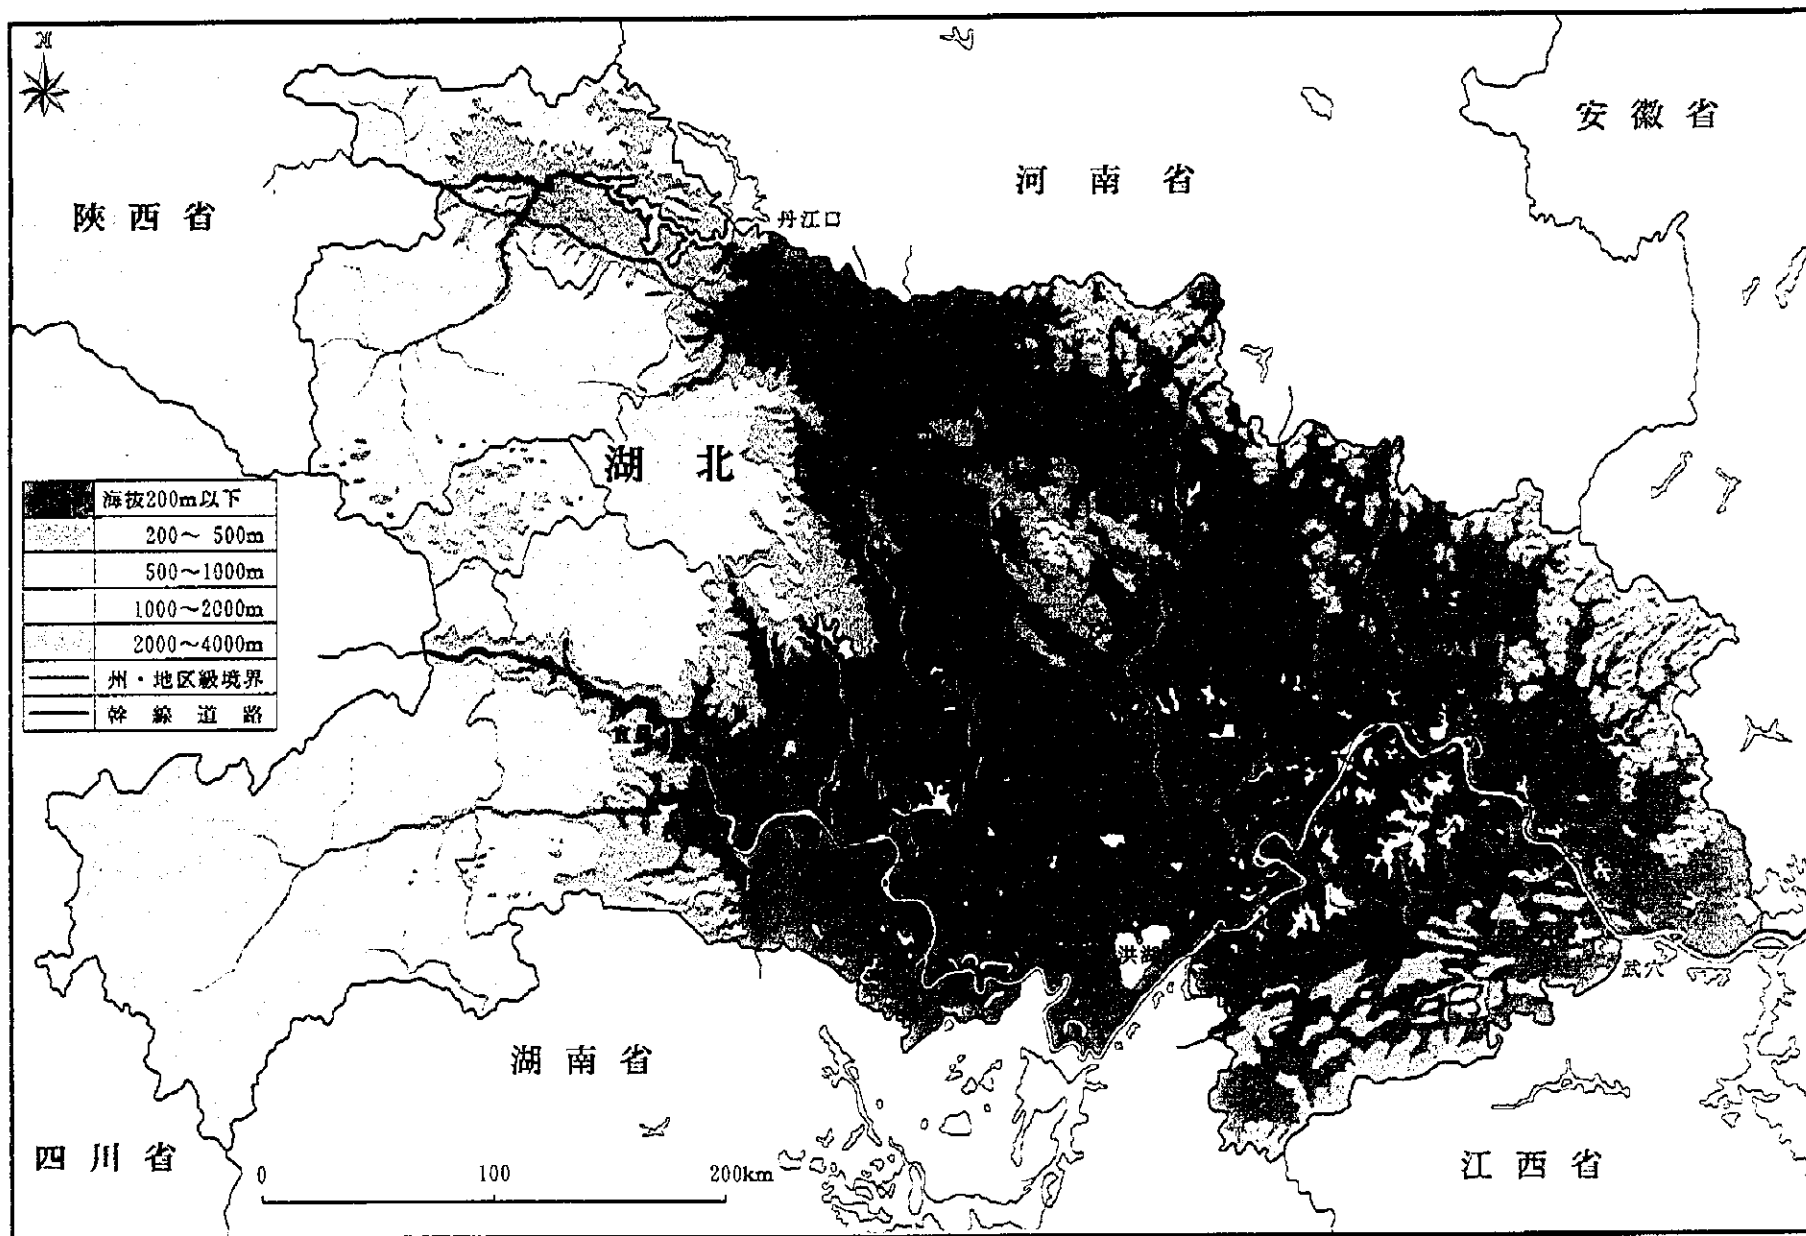 N
安徽省
河南省
陝西省
丹江口
湖北
海抜200m以下
200～ 500m
500～1000m
1000～2000m
2000～4000m
州・地区級境界
幹線道路
洪湖
武穴
湖南省
四川省
江西省
0 100 200km